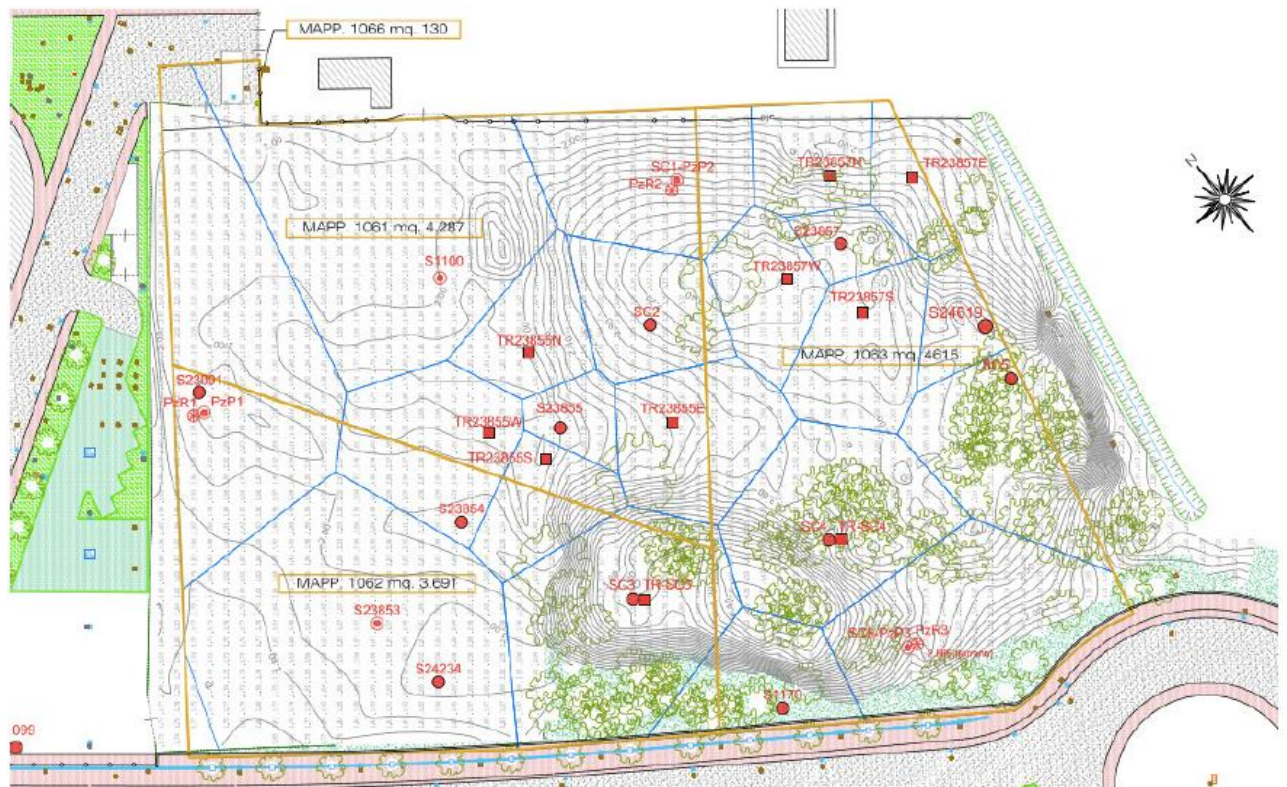 MAPP. 1066 mq. 130
SC1-PzP2
PzR2
TR23857N
TR23857E
MAPP. 1061 mq. 4.287
S1100
S23857
TR23857W
TR23857S
SC2
S24619
TR23855N
MAPP. 1063 mq. 4615
S23091
PzR1
PzP1
TR23855W
S23855
TR23855E
TR23855S
S23854
SC4
TR-SC4
MAPP. 1062 mq. 3.691
SC3
TR-SC3
S23853
PzR3
S24234
S1170
099